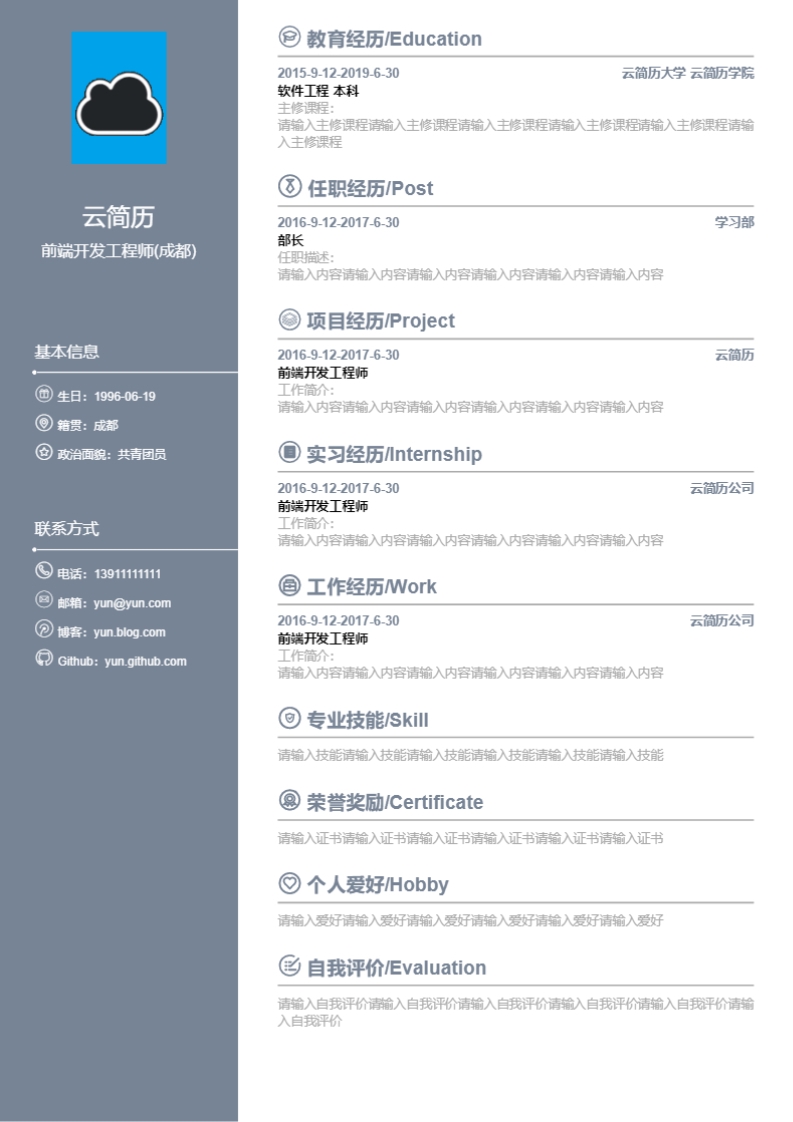 云简历
前端开发工程师(成都)
基本信息
生日：1996-06-19
籍贯：成都
政治面貌：共青团员
联系方式
电话：13911111111
邮箱：yun@yun.com
博客：yun.blog.com
Github：yun.github.com
教育经历/Education
2015-9-12-2019-6-30 云简历大学 云简历学院
软件工程 本科
主修课程：
请输入主修课程请输入主修课程请输入主修课程请输入主修课程请输入主修课程请输
入主修课程
任职经历/Post
2016-9-12-2017-6-30 学习部
部长
任职描述：
请输入内容请输入内容请输入内容请输入内容请输入内容请输入内容
项目经历/Project
2016-9-12-2017-6-30 云简历
前端开发工程师
工作简介：
请输入内容请输入内容请输入内容请输入内容请输入内容请输入内容
实习经历/Internship
2016-9-12-2017-6-30 云简历公司
前端开发工程师
工作简介：
请输入内容请输入内容请输入内容请输入内容请输入内容请输入内容
工作经历/Work
2016-9-12-2017-6-30 云简历公司
前端开发工程师
工作简介：
请输入内容请输入内容请输入内容请输入内容请输入内容请输入内容
专业技能/Skill
请输入技能请输入技能请输入技能请输入技能请输入技能请输入技能
荣誉奖励/Certificate
请输入证书请输入证书请输入证书请输入证书请输入证书请输入证书
个人爱好/Hobby
请输入爱好请输入爱好请输入爱好请输入爱好请输入爱好请输入爱好
自我评价/Evaluation
请输入自我评价请输入自我评价请输入自我评价请输入自我评价请输入自我评价请输
入自我评价